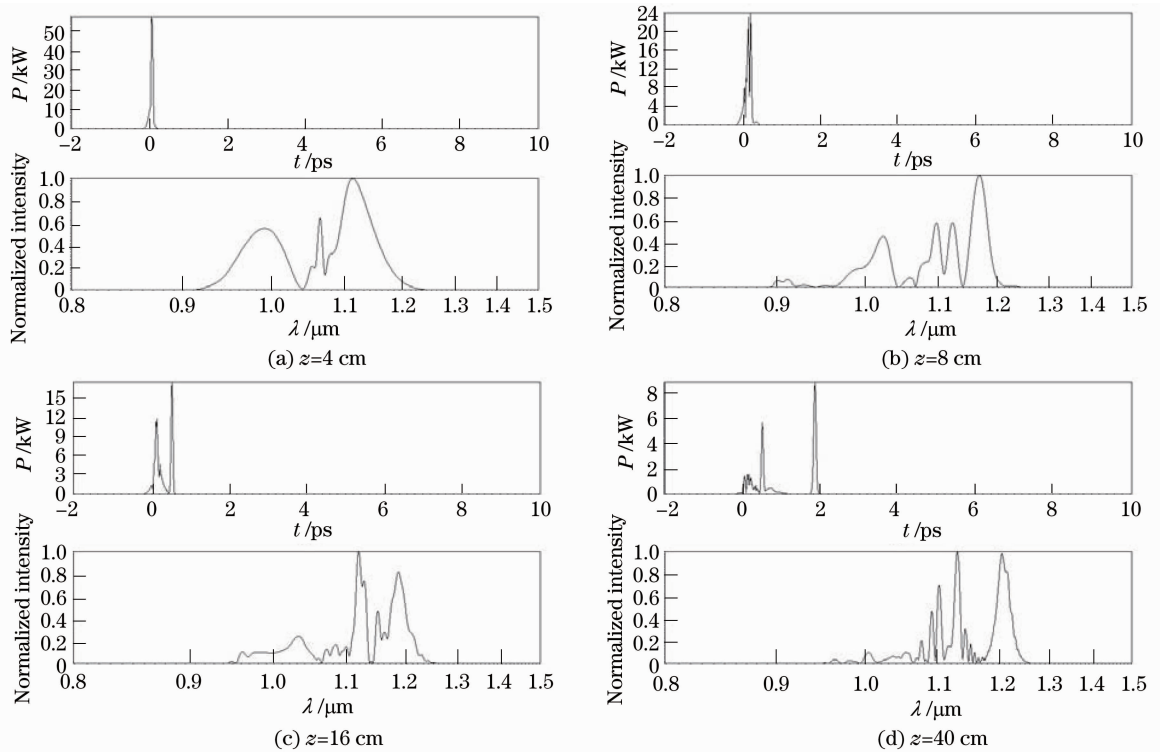 P /kW
50
40
30
20
10
0
−2 0 2 4 6 8 10
t /ps
Normalized intensity
1.0
0.8
0.6
0.4
0.2
0
0.8 0.9 1.0 1.1 1.2 1.3 1.4 1.5
λ /μm
(a) z=4 cm
P /kW
24
20
16
12
8
4
0
−2 0 2 4 6 8 10
t /ps
Normalized intensity
1.0
0.8
0.6
0.4
0.2
0
0.8 0.9 1.0 1.1 1.2 1.3 1.4 1.5
λ /μm
(b) z=8 cm
P /kW
15
12
9
6
3
0
−2 0 2 4 6 8 10
t /ps
Normalized intensity
1.0
0.8
0.6
0.4
0.2
0
0.8 0.9 1.0 1.1 1.2 1.3 1.4 1.5
λ /μm
(c) z=16 cm
P /kW
8
6
4
2
0
−2 0 2 4 6 8 10
t /ps
Normalized intensity
1.0
0.8
0.6
0.4
0.2
0
0.8 0.9 1.0 1.1 1.2 1.3 1.4 1.5
λ /μm
(d) z=40 cm